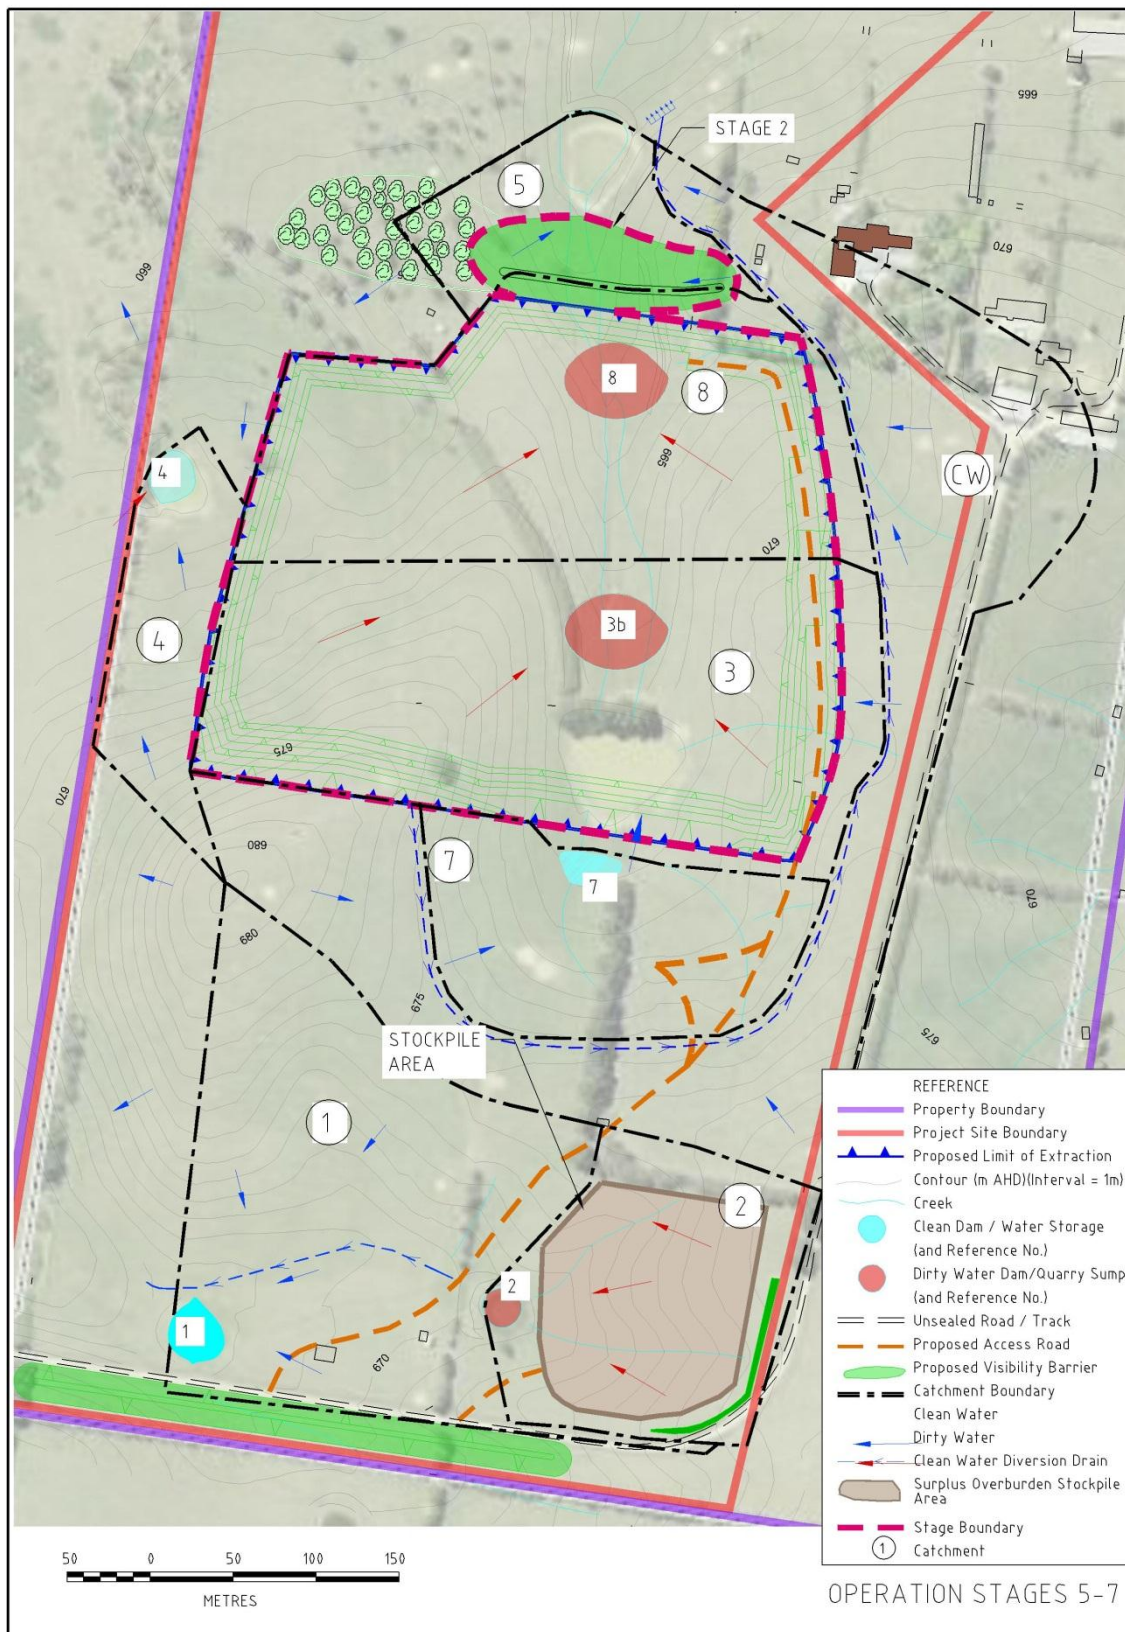 STAGE 2
665
5
670
660
8
8
665
CW
4
670
3b
4
3
675
670
680
7
7
680
670
675
675
STOCKPILE
AREA
1
2
2
1
670
REFERENCE
Property Boundary
Project Site Boundary
Proposed Limit of Extraction
Contour (m AHD)(Interval = 1m)
Creek
Clean Dam / Water Storage
(and Reference No.)
Dirty Water Dam/Quarry Sump
(and Reference No.)
Unsealed Road / Track
Proposed Access Road
Proposed Visibility Barrier
Catchment Boundary
Clean Water
Dirty Water
Clean Water Diversion Drain
Surplus Overburden Stockpile
Area
Stage Boundary
1 Catchment
50 0 50 100 150
METRES
OPERATION STAGES 5-7